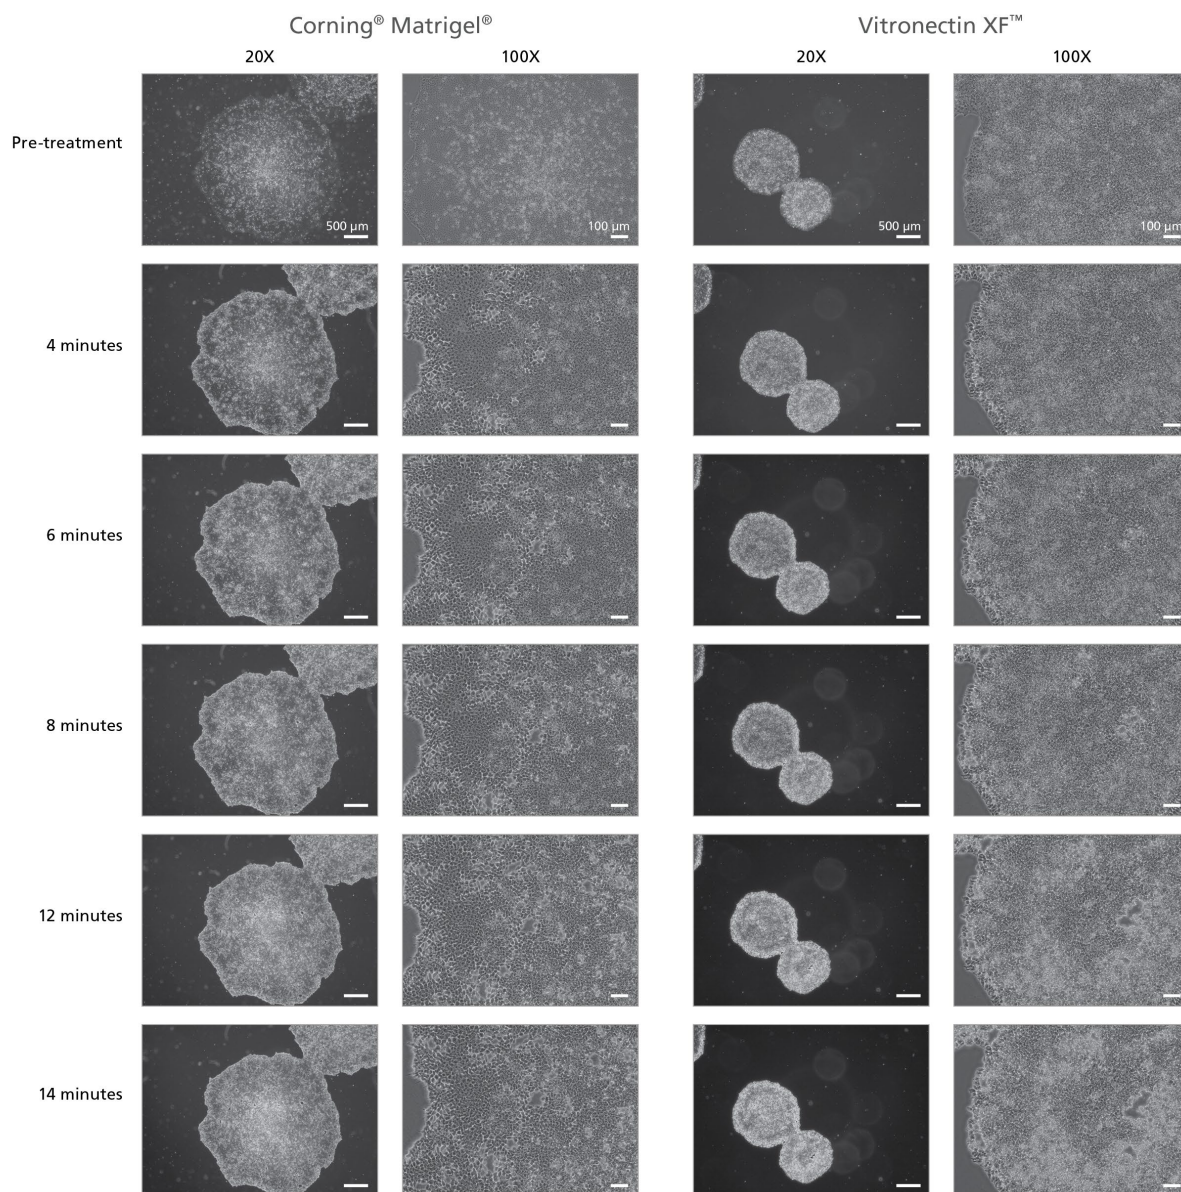 Corning® Matrigel® Vitronectin XF™
20X 100X 20X 100X
Pre-treatment
500 µm 100 µm 500 µm 100 µm
4 minutes
6 minutes
8 minutes
12 minutes
14 minutes